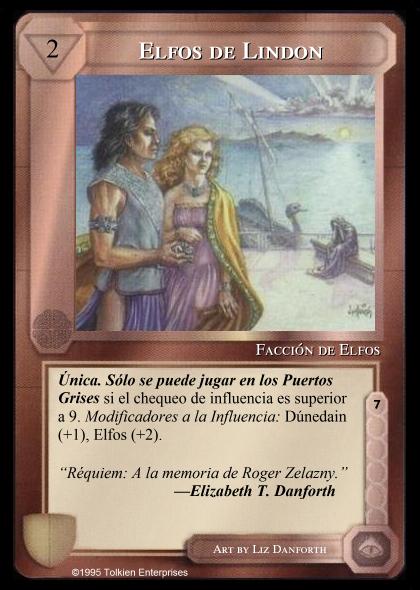 2
ELFOS DE LINDON
FACCIÓN DE ELFOS
Única. Sólo se puede jugar en los Puertos
Grises si el chequeo de influencia es superior
a 9. Modificadores a la Influencia: Dúnedain
(+1), Elfos (+2).
7
“Réquiem: A la memoria de Roger Zelazny.”
—Elizabeth T. Danforth
ART BY LIZ DANFORTH
©1995 Tolkien Enterprises